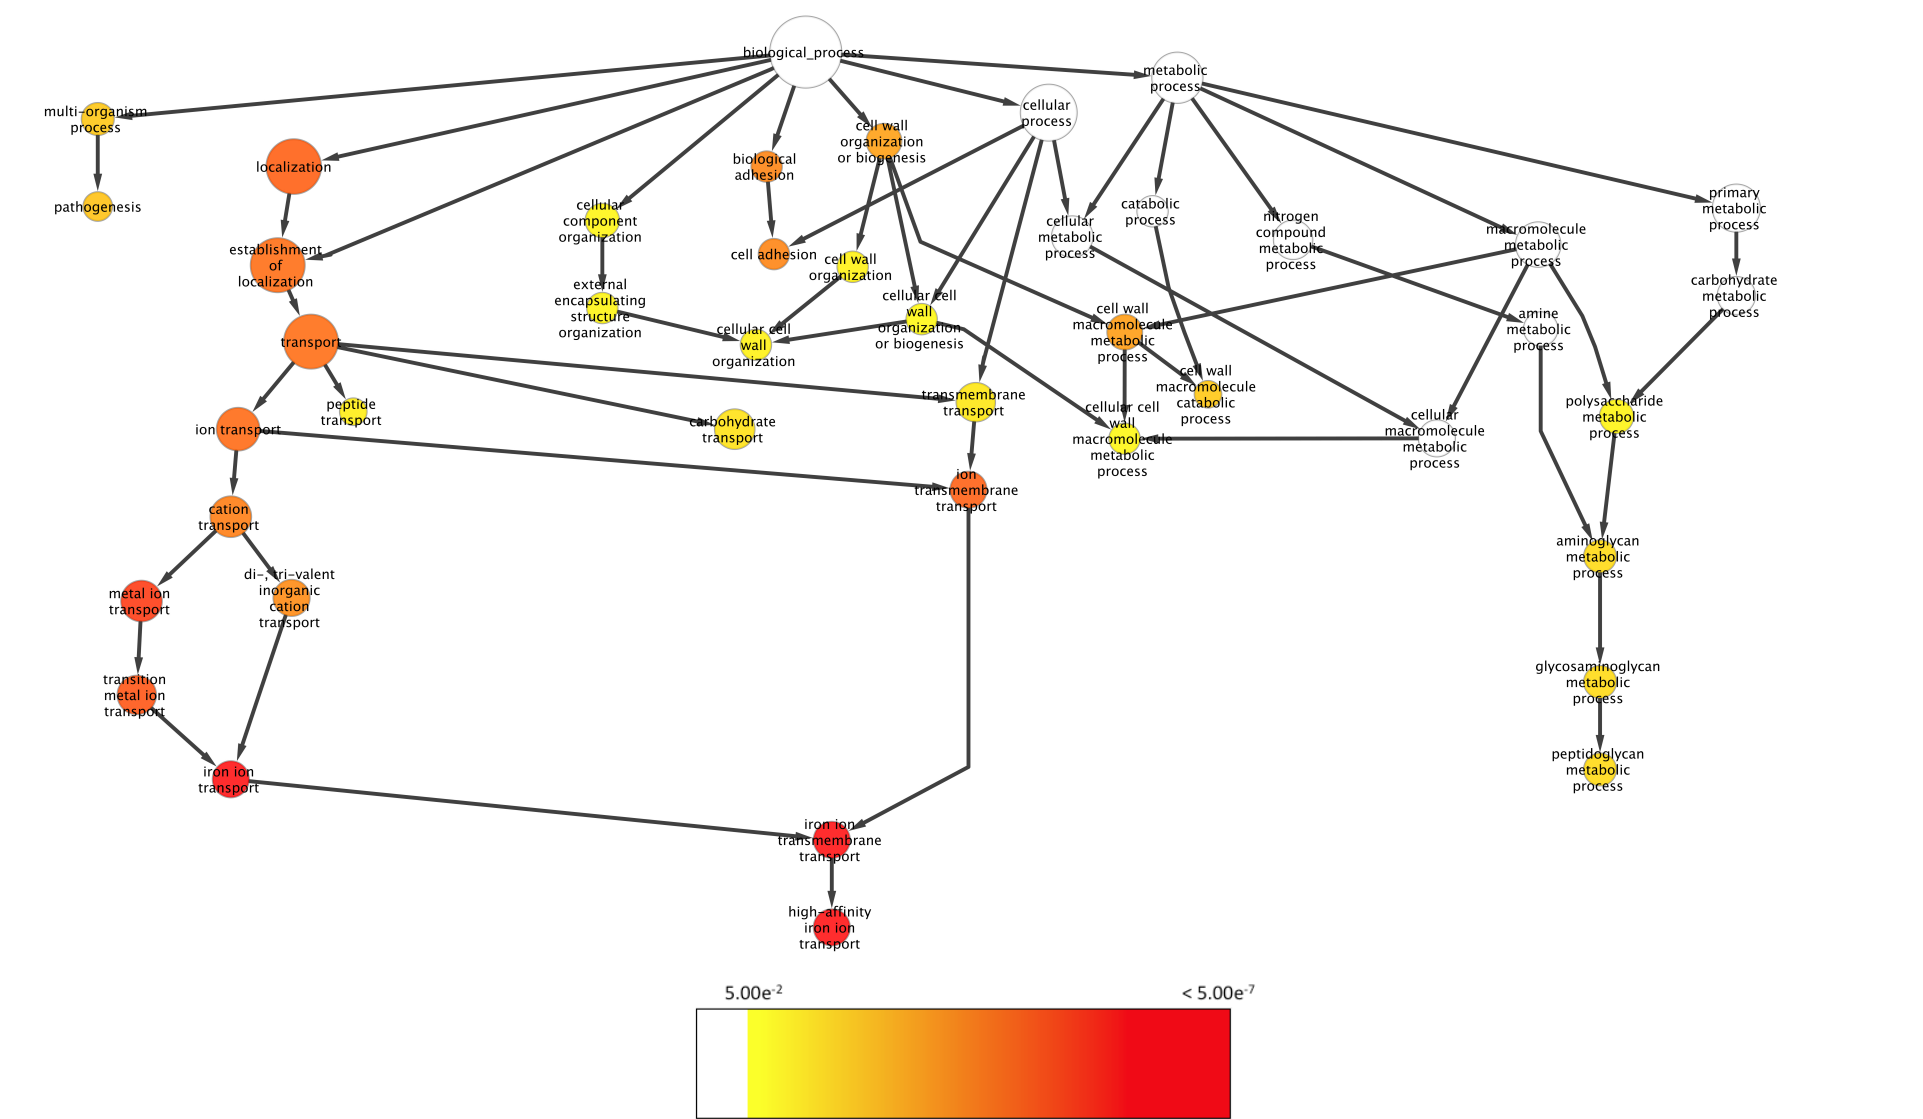 biological_process
metabolic
process
cellular
process
multi-organism
process
cell wall
organization
or biogenesis
localization
biological
adhesion
pathogenesis
cellular
component
organization
cellular
metabolic
process
catabolic
process
nitrogen
compound
metabolic
process
macromolecule
metabolic
process
primary
metabolic
process
establishment
of
localization
cell adhesion
cell wall
organization
external
encapsulating
structure
organization
cellular cell
wall
organization
or biogenesis
cellular cell
wall
organization
cell wall
macromolecule
metabolic
process
amine
metabolic
process
carbohydrate
metabolic
process
transport
cell wall
macromolecule
catabolic
process
peptide
transport
carbohydrate
transport
transmembrane
transport
cellular cell
wall
macromolecule
metabolic
process
cellular
macromolecule
metabolic
process
polysaccharide
metabolic
process
ion transport
ion
transmembrane
transport
cation
transport
aminoglycan
metabolic
process
metal ion
transport
di-, tri-valent
inorganic
cation
transport
transition
metal ion
transport
glycosaminoglycan
metabolic
process
iron ion
transport
peptidoglycan
metabolic
process
iron ion
transmembrane
transport
high-affinity
iron ion
transport
5.00e-2
< 5.00e-7